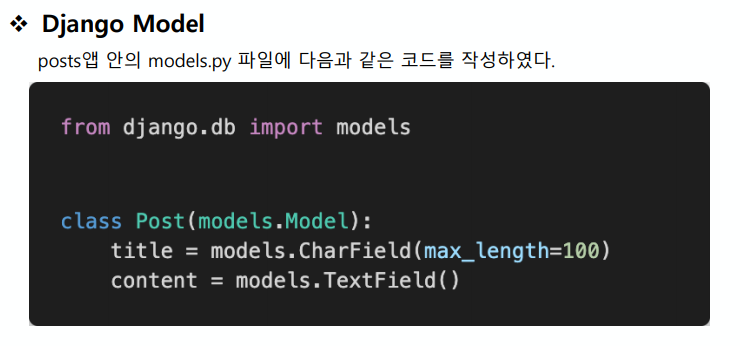 ❖ Django Model
posts앱 안의 models.py 파일에 다음과 같은 코드를 작성하였다.
from django.db import models
class Post(models.Model):
    title = models.CharField(max_length=100)
    content = models.TextField()